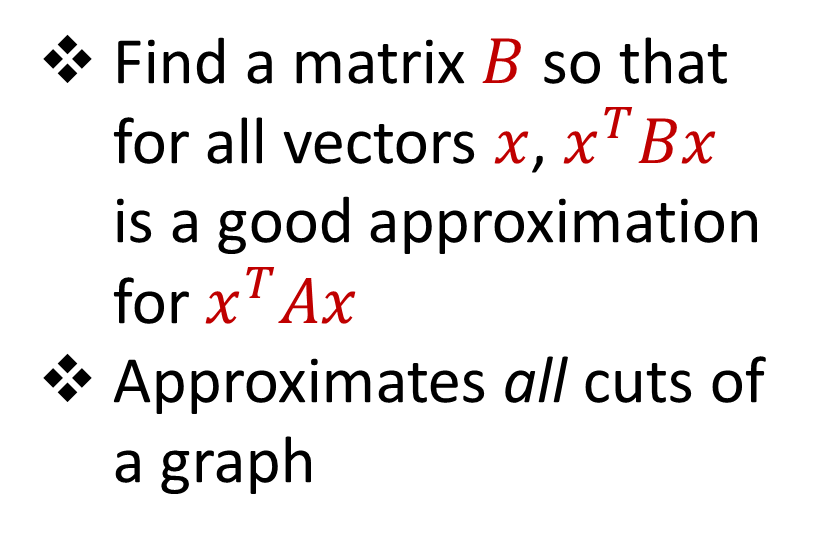 ❖ Find a matrix B so that
for all vectors x, x^T Bx
is a good approximation
for x^T Ax
❖ Approximates all cuts of
a graph